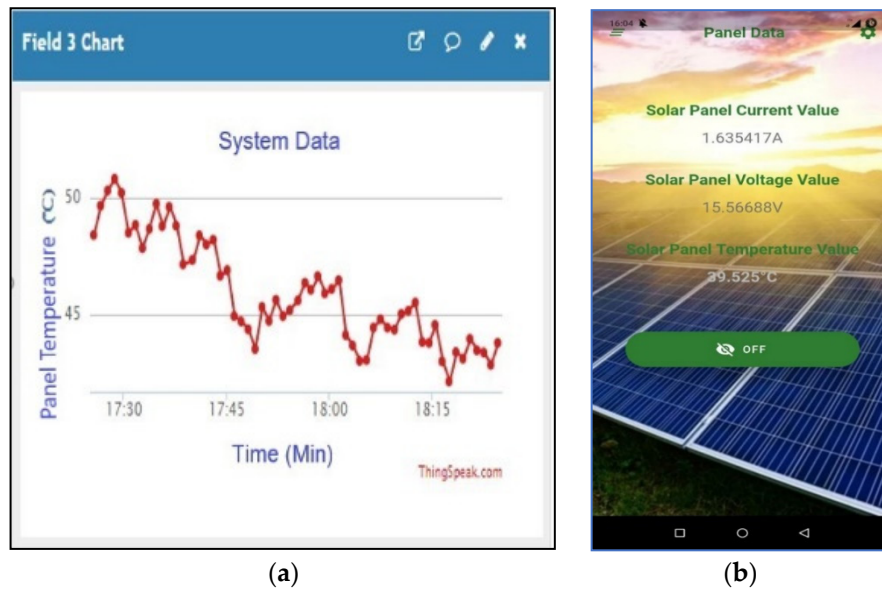 Field 3 Chart
System Data
Panel Temperature (°C)
50
45
17:30 17:45 18:00 18:15
Time (Min)
ThingSpeak.com
(a)
16:04
Panel Data
Solar Panel Current Value
1.635417A
Solar Panel Voltage Value
15.56688V
Solar Panel Temperature Value
39.525°C
OFF
(b)